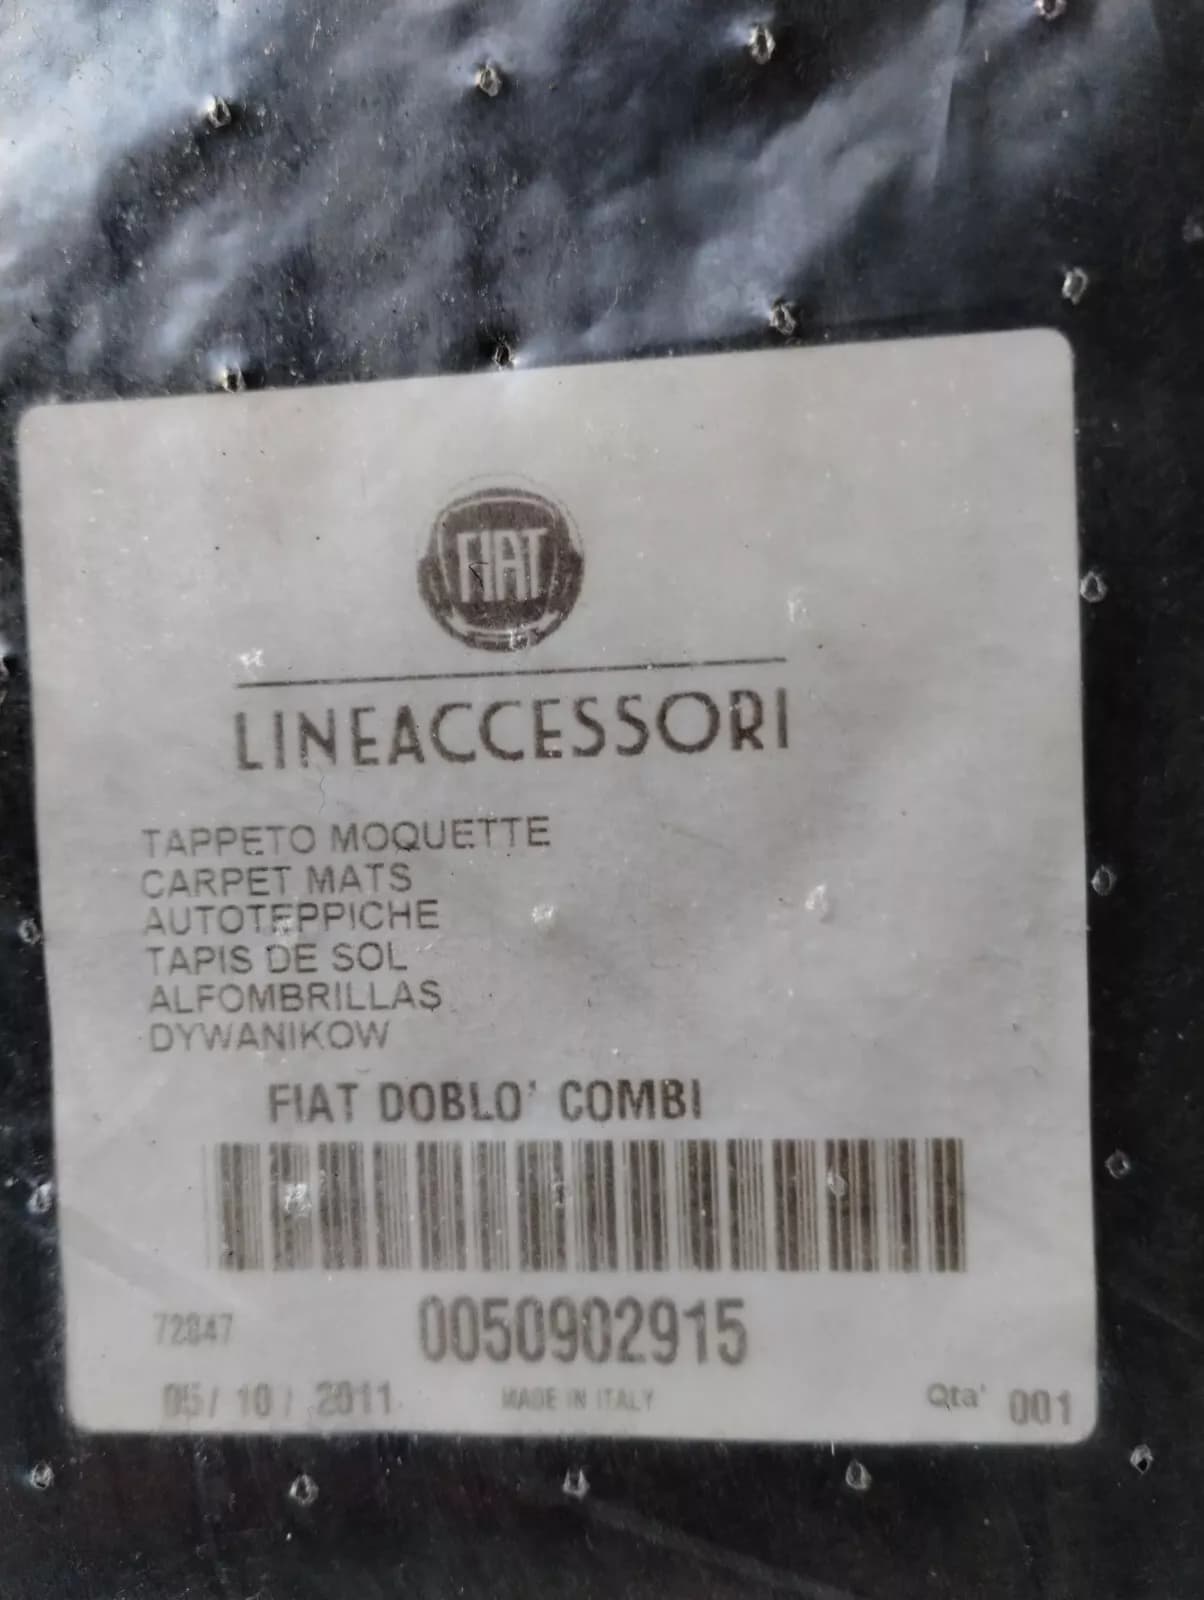 FIAT
LINEACCESSORI
TAPPETO MOQUETTE
CARPET MATS
AUTOTEPPICHE
TAPIS DE SOL
ALFOMBRILLAS
DYWANIKOW
FIAT DOBLO' COMBI
72847 0050902915
05/ 10 / 2011 MADE IN ITALY Qta' 001